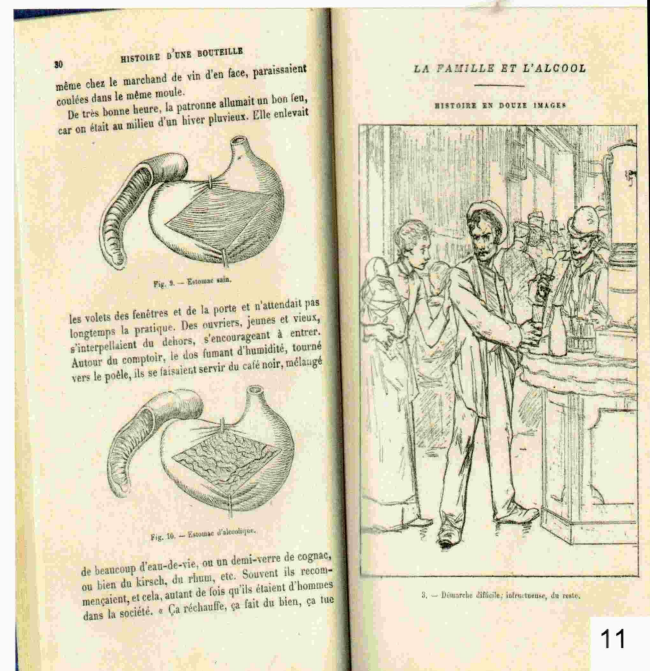 30 HISTOIRE D'UNE BOUTEILLE
même chez le marchand de vin d'en face, paraissaient
coulées dans le même moule.
De très bonne heure, la patronne allumait un bon feu,
car on était au milieu d'un hiver pluvieux. Elle enlevait
Fig. 9. — Estomac sain.
les volets des fenêtres et de la porte et n'attendait pas
longtemps la pratique. Des ouvriers, jeunes et vieux,
s'interpellaient du dehors, s'encourageant à entrer.
Autour du comptoir, le dos fumant d'humidité, tourné
vers le poêle, ils se faisaient servir du café noir, mélangé
Fig. 10. — Estomac d'alcoolique.
de beaucoup d'eau-de-vie, ou un demi-verre de cognac,
ou bien du kirsch, du rhum, etc. Souvent ils recom-
mençaient, et cela, autant de fois qu'ils étaient d'hommes
dans la société. « Ça réchauffe, ça fait du bien, ça tue
LA FAMILLE ET L'ALCOOL
HISTOIRE EN DOUZE IMAGES
3. — Démarche difficile; infructueuse, du reste.
11